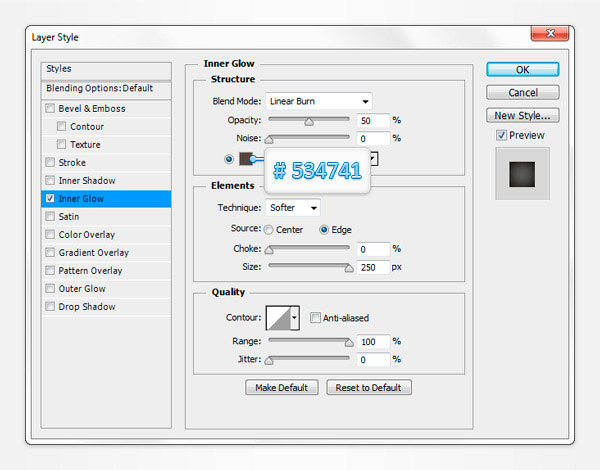 Layer Style
Styles
Blending Options:Default
Bevel & Emboss
Contour
Texture
Stroke
Inner Shadow
Inner Glow
Satin
Color Overlay
Gradient Overlay
Pattern Overlay
Outer Glow
Drop Shadow
Inner Glow
Structure
Blend Mode: Linear Burn
Opacity: 50 %
Noise: 0 %
# 534741
Elements
Technique: Softer
Source: Center Edge
Choke: 0 %
Size: 250 px
Quality
Contour: Anti-aliased
Range: 100 %
Jitter: 0 %
Make Default Reset to Default
OK
Cancel
New Style...
Preview